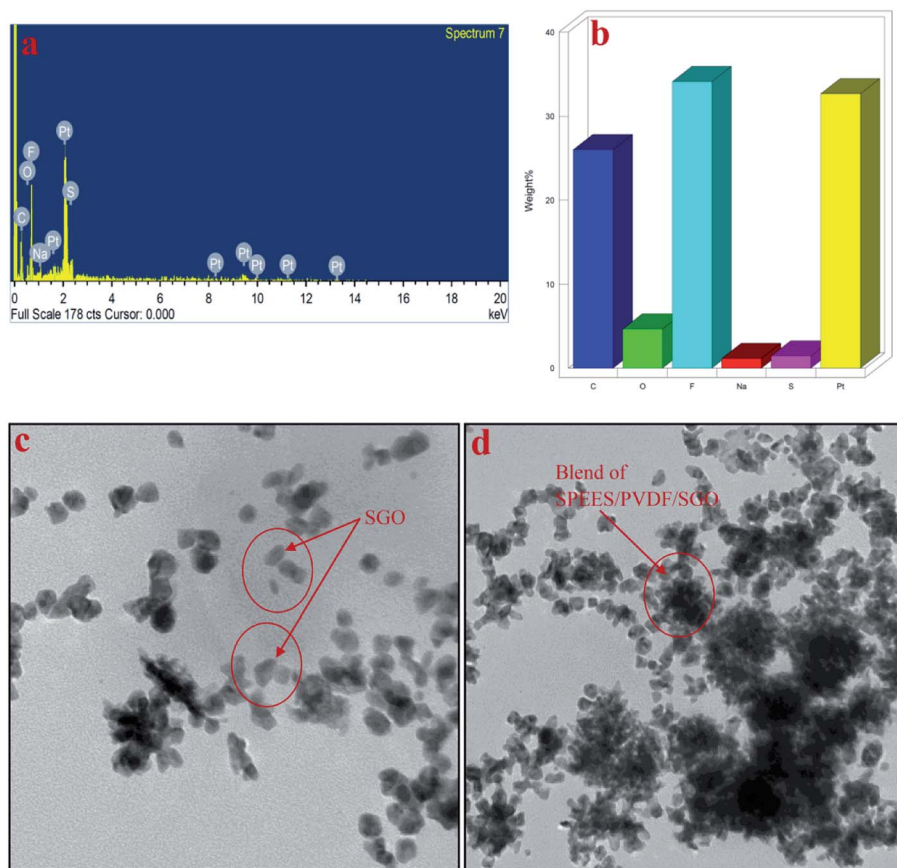 a
Spectrum 7
Pt
F
O
S
C
Pt
Na
Pt
Pt
Pt
Pt
Pt
0 2 4 6 8 10 12 14 16 18 20
Full Scale 178 cts Cursor: 0.000 keV
b
40
30
20
10
0
Weight%
C O F Na S Pt
c
SGO
d
Blend of
SPEES/PVDF/SGO